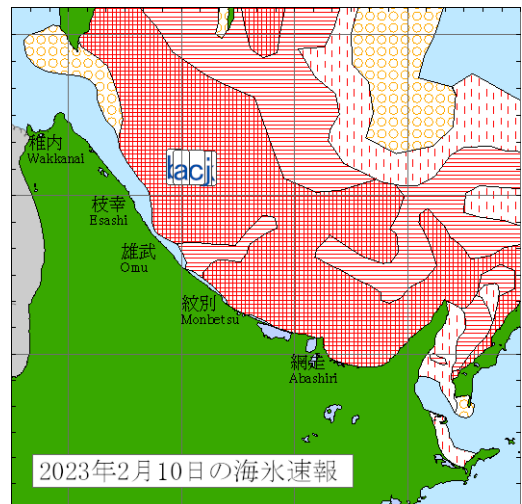 稚内
Wakkanai
tacj.
枝幸
Esashi
雄武
Omu
紋別
Monbetsu
網走
Abashiri
2023年2月10日の海氷速報